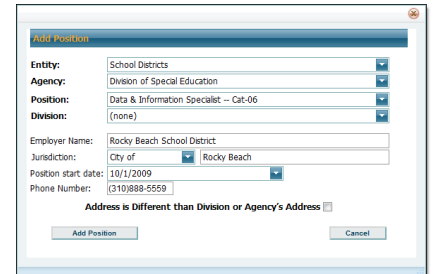 Add Position
Entity: School Districts
Agency: Division of Special Education
Position: Data & Information Specialist -- Cat-06
Division: (none)
Employer Name: Rocky Beach School District
Jurisdiction: City of Rocky Beach
Position start date: 10/1/2009
Phone Number: (310)888-5559
Address is Different than Division or Agency's Address
Add Position Cancel